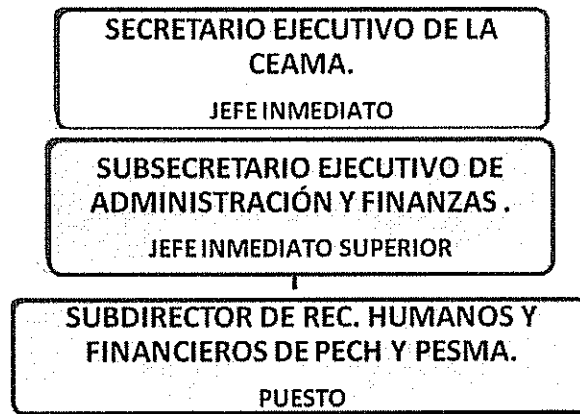 SECRETARIO EJECUTIVO DE LA
CEAMA.
JEFE INMEDIATO
SUBSECRETARIO EJECUTIVO DE
ADMINISTRACIÓN Y FINANZAS .
JEFE INMEDIATO SUPERIOR
SUBDIRECTOR DE REC. HUMANOS Y
FINANCIEROS DE PECH Y PESMA.
PUESTO